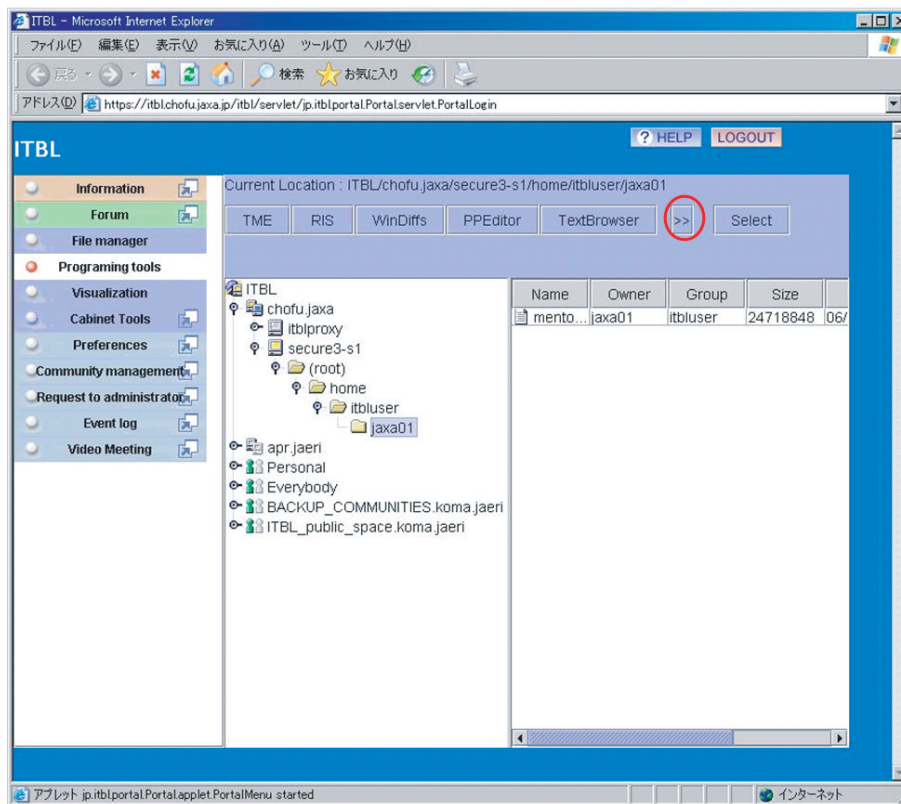 ITBL - Microsoft Internet Explorer
ファイル(F) 編集(E) 表示(V) お気に入り(A) ツール(T) ヘルプ(H)
戻る 検索 お気に入り
アドレス(D) https://itbl.chofu.jaxa.jp/itbl/servlet/jp.itbl.portal.Portal.servlet.PortalLogin
ITBL
? HELP LOGOUT
Current Location : ITBL/chofu.jaxa/secure3-s1/home/itbluser/jaxa01
TME RIS WinDiffs PPEditor TextBrowser >> Select
Information
Forum
File manager
Programing tools
Visualization
Cabinet Tools
Preferences
Community management
Request to administrator
Event log
Video Meeting
ITBL
chofu.jaxa
itblproxy
secure3-s1
(root)
home
itbluser
jaxa01
apr.jaeri
Personal
Everybody
BACKUP_COMMUNITIES.koma.jaeri
ITBL_public_space.koma.jaeri
Name Owner Group Size
mento... jaxa01 itbluser 24718848 06/
アプレット jp.itbl.portal.Portal.applet.PortalMenu started
インターネット